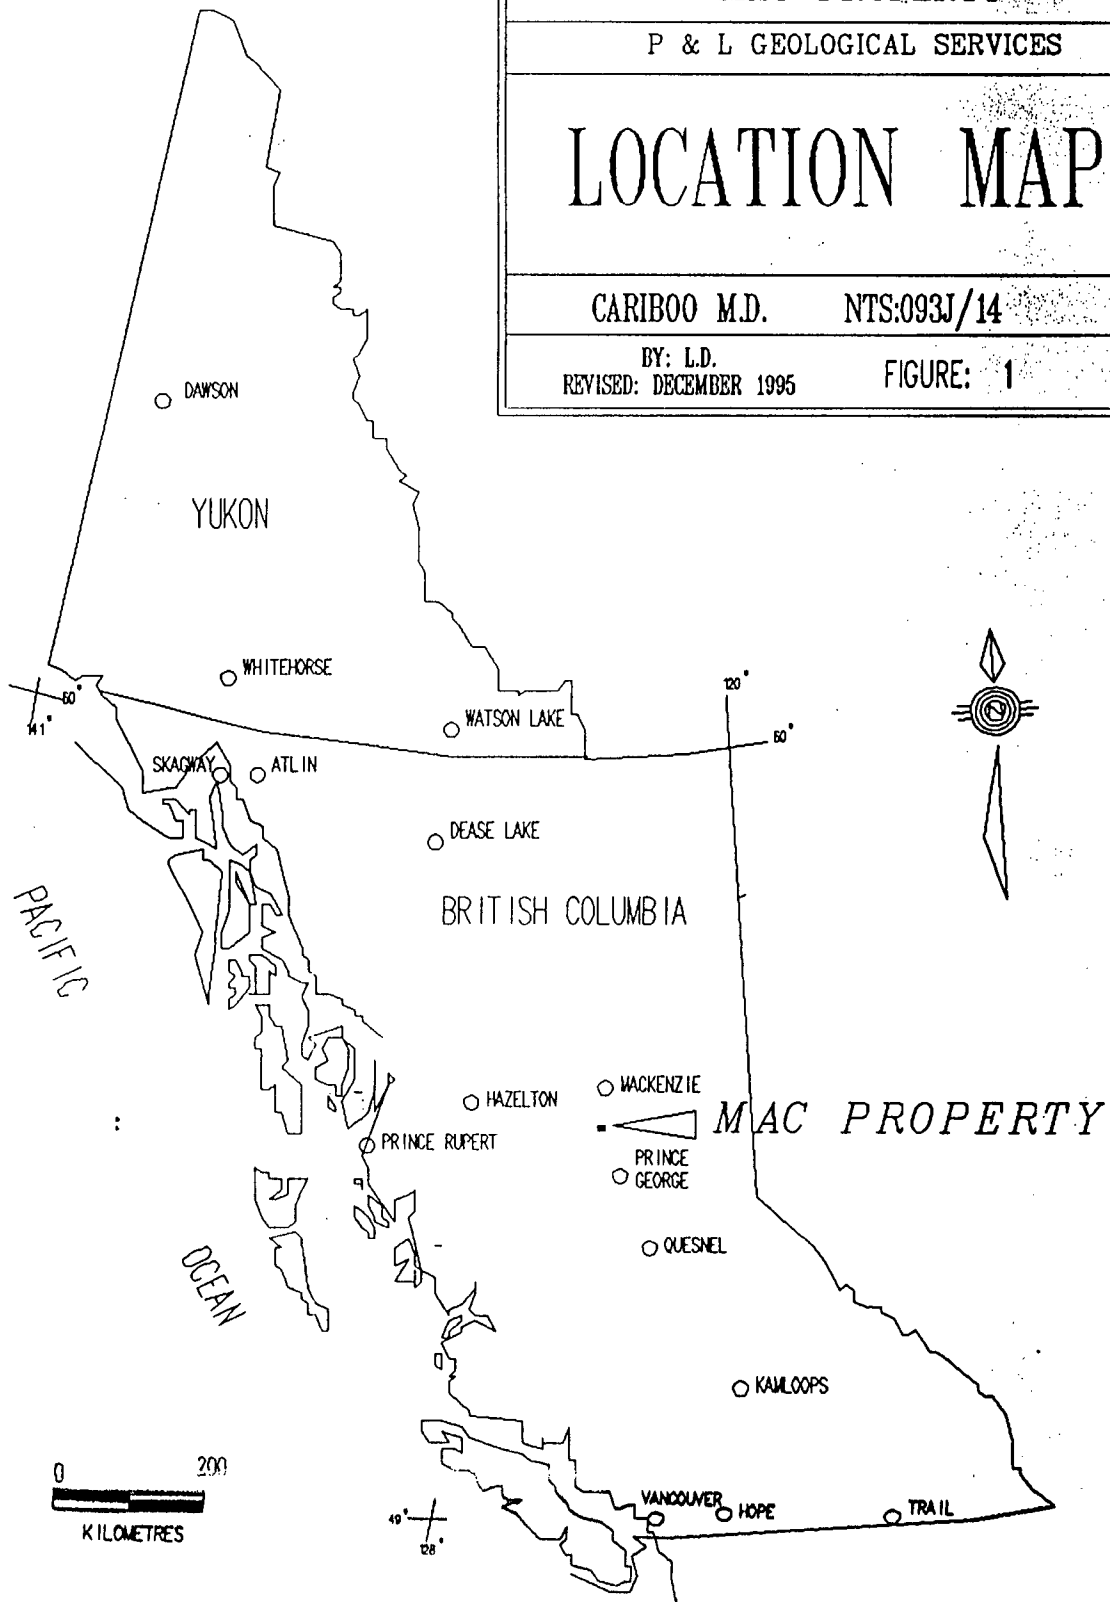 P & L GEOLOGICAL SERVICES
LOCATION MAP
CARIBOO M.D. NTS:093J/14
BY: L.D.
REVISED: DECEMBER 1995
FIGURE: 1
DAWSON
YUKON
WHITEHORSE
60°
141°
WATSON LAKE
120°
60°
SKAGWAY
ATLIN
DEASE LAKE
BRITISH COLUMBIA
PACIFIC
MACKENZIE
HAZELTON
MAC PROPERTY
PRINCE RUPERT
PRINCE
GEORGE
QUESNEL
OCEAN
KAMLOOPS
0 200
KILOMETRES
VANCOUVER
HOPE
TRAIL
49°
128°